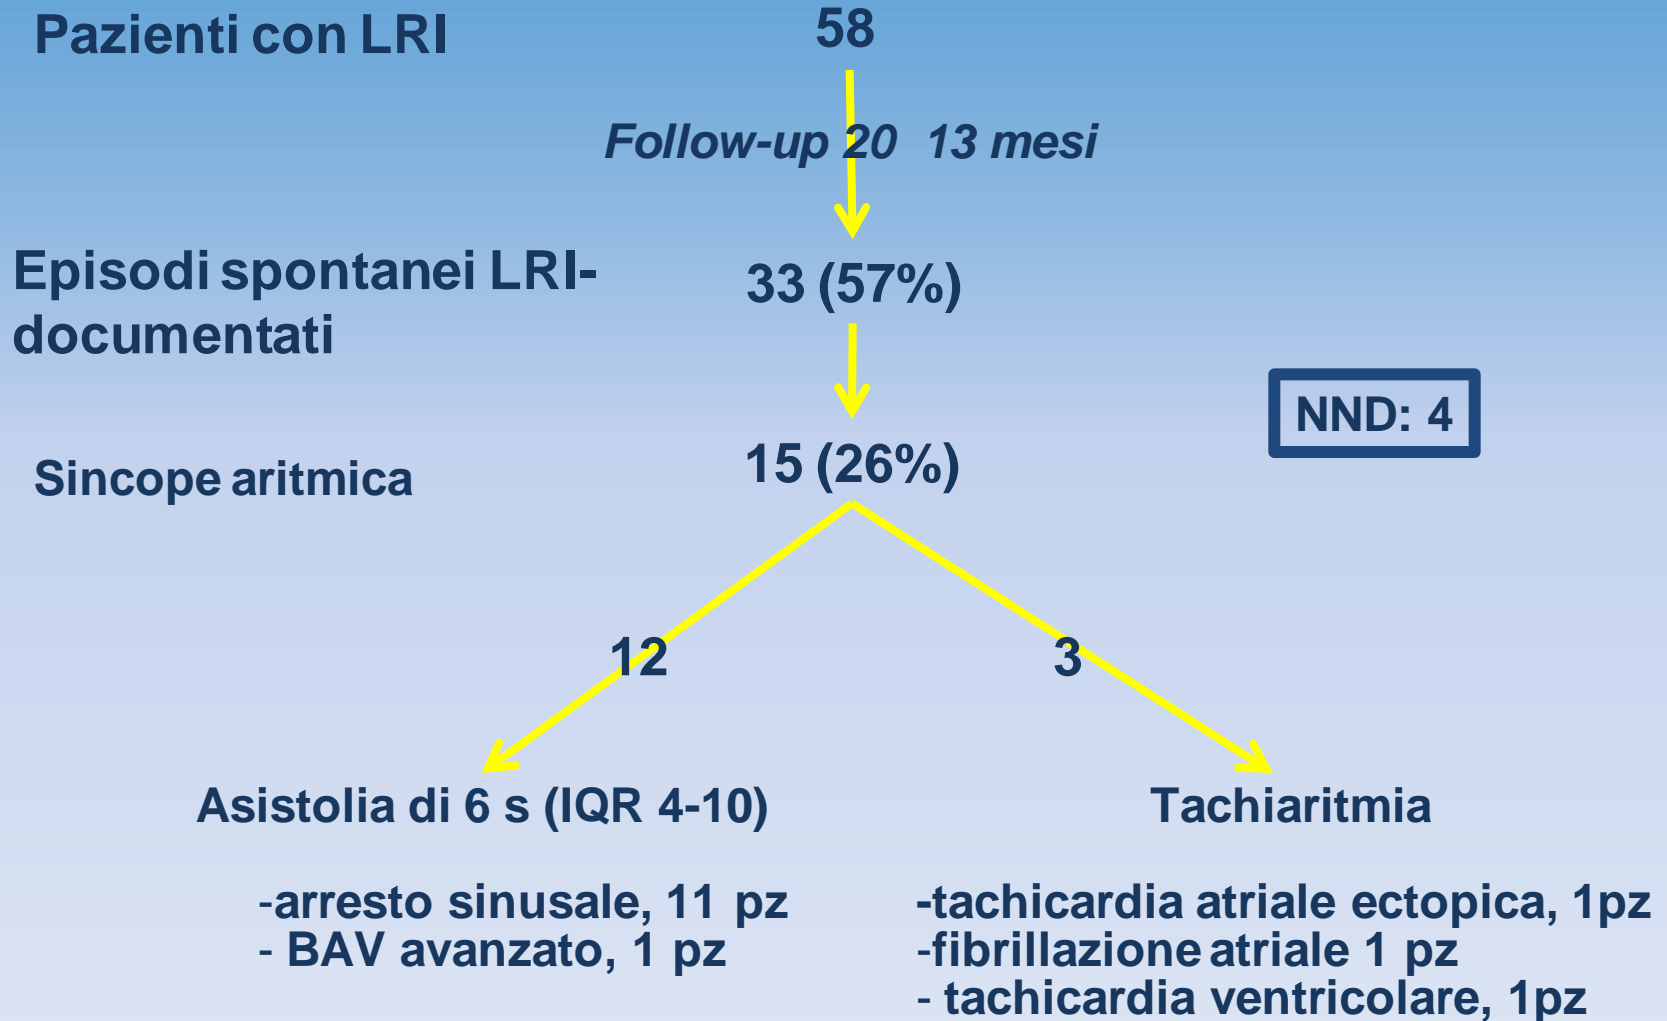 Pazienti con LRI
58
Follow-up 20 13 mesi
Episodi spontanei LRI-
documentati
33 (57%)
NND: 4
Sincope aritmica
15 (26%)
12
3
Asistolia di 6 s (IQR 4-10)
-arresto sinusale, 11 pz
- BAV avanzato, 1 pz
Tachiaritmia
-tachicardia atriale ectopica, 1pz
-fibrillazione atriale 1 pz
- tachicardia ventricolare, 1pz